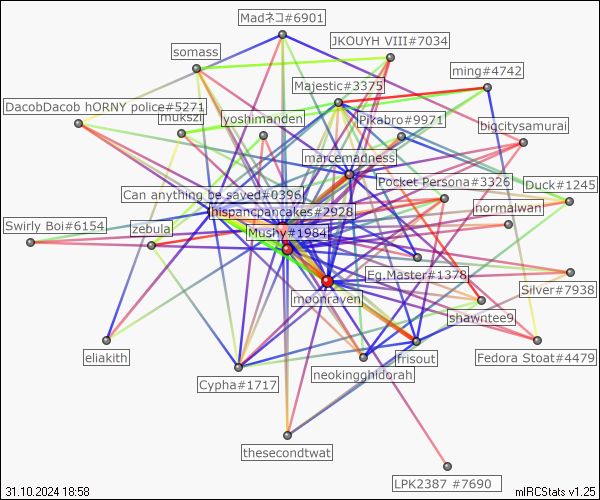 Madネコ#6901
JKOUYH VIII#7034
somass
ming#4742
Majestic#3375
DacobDacob hORNY police#5271
mukszi
yoshimanden
Pikabro#9971
bigcitysamurai
marcemadness
Pocket Persona#3326
Duck#1245
Can anything be saved#0396
hispancpancakes#2928
normalwan
Swirly Boi#6154
zebula
Mushy#1984
Eg.Master#1378
Silver#7938
moonraven
shawntee9
eliakith
frisout
Fedora Stoat#4479
Cypha#1717
neokingghidorah
thesecondtwat
LPK2387 #7690
31.10.2024 18:58
mIRCStats v1.25